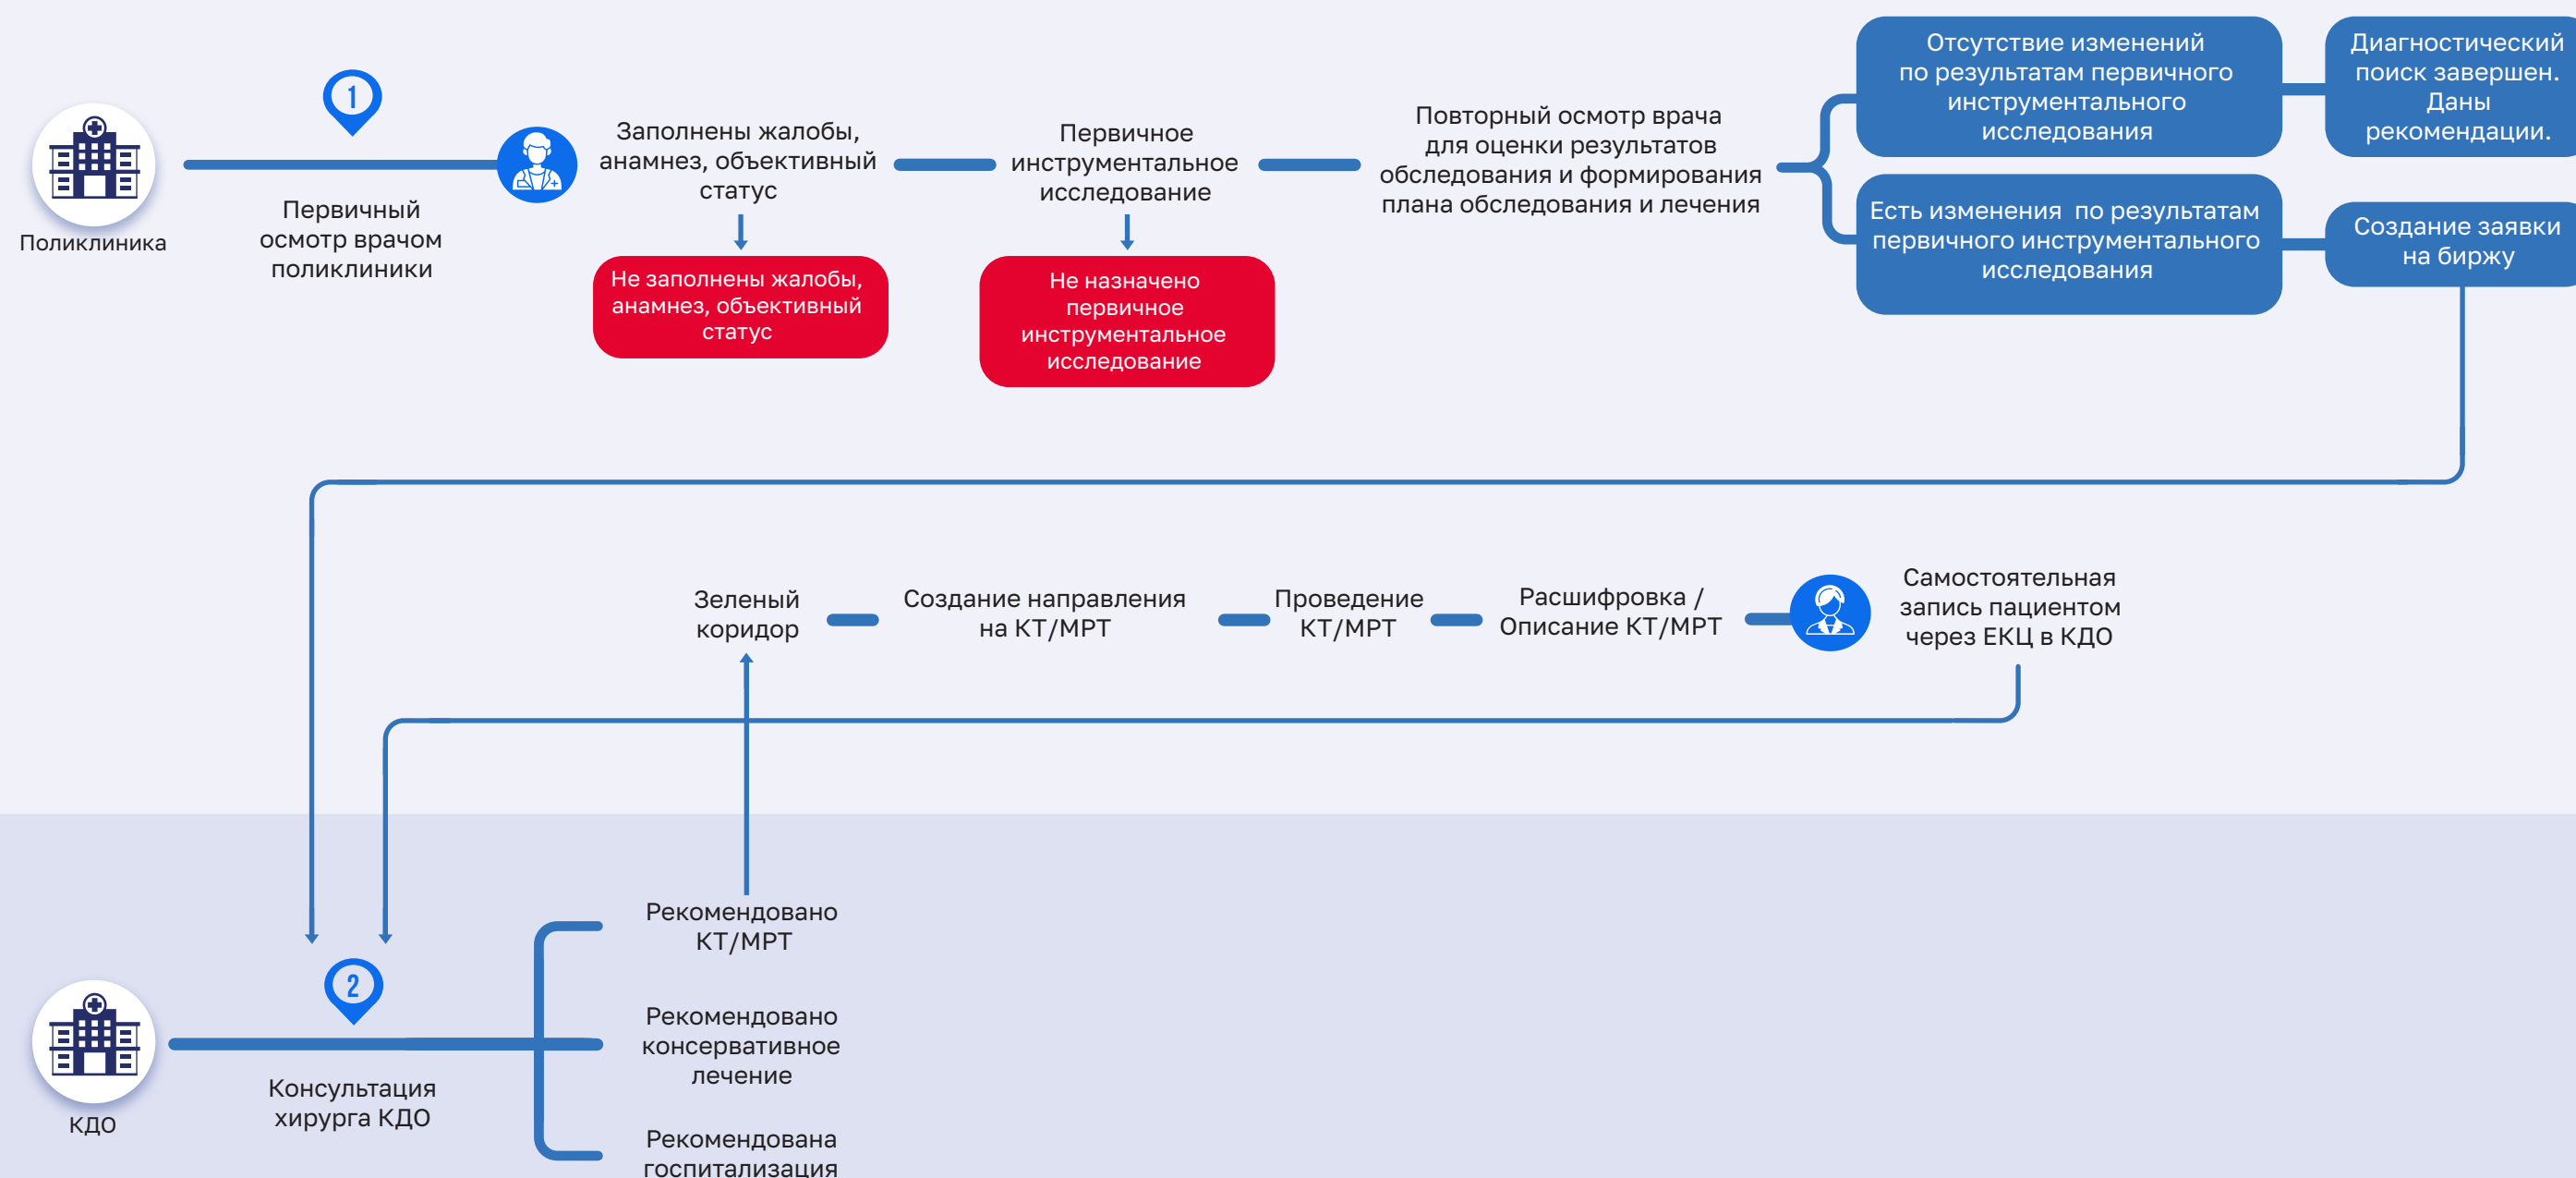 Поликлиника
1
Первичный
осмотр врачом
поликлиники
Заполнены жалобы,
анамнез, объективный
статус
Не заполнены жалобы,
анамнез, объективный
статус
Первичное
инструментальное
исследование
Не назначено
первичное
инструментальное
исследование
Повторный осмотр врача
для оценки результатов
обследования и формирования
плана обследования и лечения
Отсутствие изменений
по результатам первичного
инструментального
исследования
Диагностический
поиск завершен.
Даны
рекомендации.
Есть изменения по результатам
первичного инструментального
исследования
Создание заявки
на биржу
Зеленый
коридор
Создание направления
на КТ/МРТ
Проведение
КТ/МРТ
Расшифровка /
Описание КТ/МРТ
Самостоятельная
запись пациентом
через ЕКЦ в КДО
КДО
2
Консультация
хирурга КДО
Рекомендовано
КТ/МРТ
Рекомендовано
консервативное
лечение
Рекомендована
госпитализация